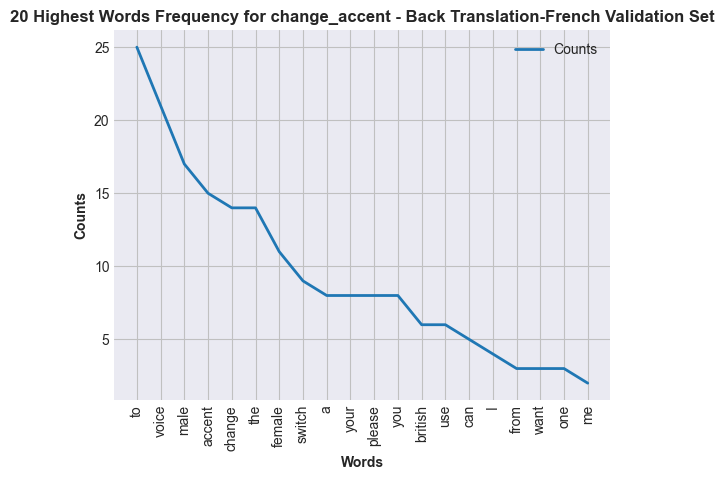 20 Highest Words Frequency for change_accent - Back Translation-French Validation Set
Counts
25
20
15
10
5
Counts
to
voice
male
accent
change
the
female
switch
a
your
please
you
british
use
can
I
from
want
one
me
Words